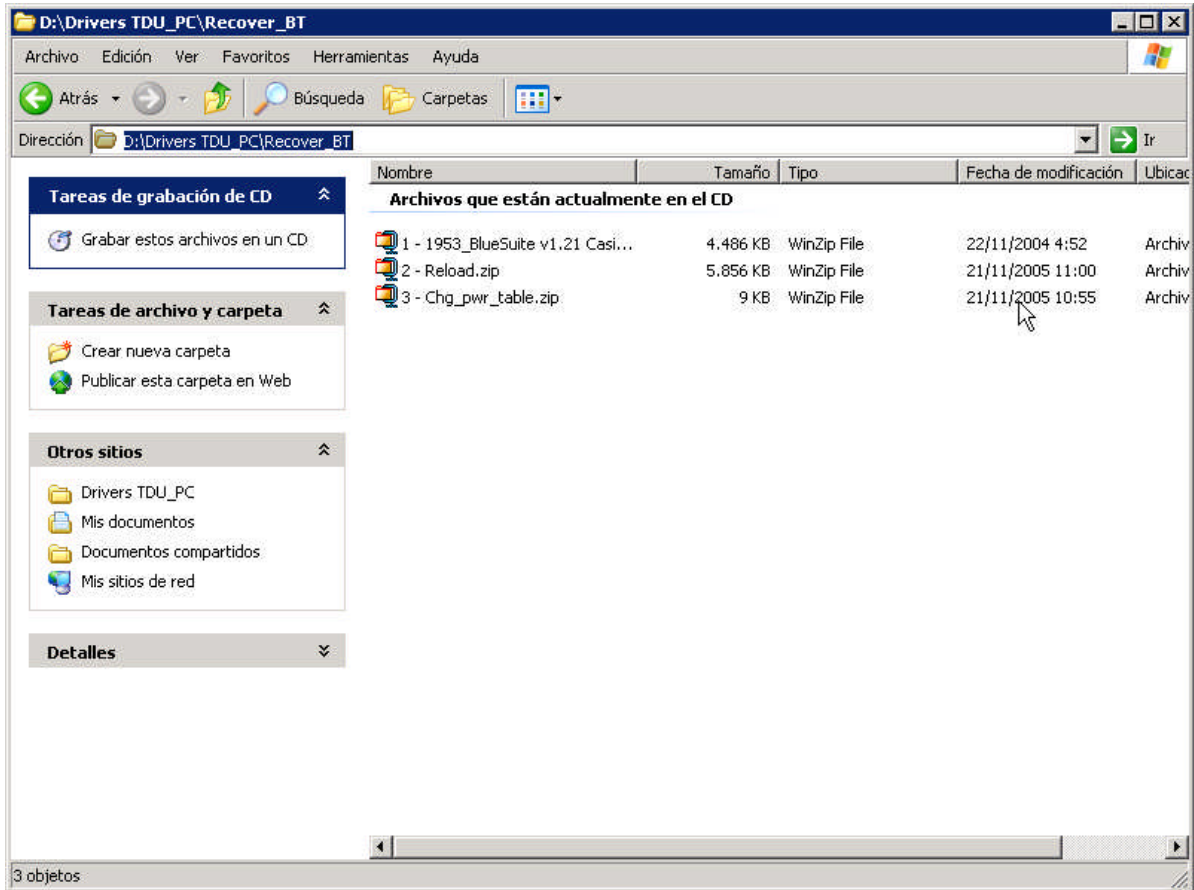 D:\Drivers TDU_PC\Recover_BT
Archivo Edición Ver Favoritos Herramientas Ayuda
Atrás Búsqueda Carpetas
Dirección D:\Drivers TDU_PC\Recover_BT Ir
Tareas de grabación de CD
Grabar estos archivos en un CD
Tareas de archivo y carpeta
Crear nueva carpeta
Publicar esta carpeta en Web
Otros sitios
Drivers TDU_PC
Mis documentos
Documentos compartidos
Mis sitios de red
Detalles
Nombre Tamaño Tipo Fecha de modificación Ubicac
Archivos que están actualmente en el CD
1 - 1953_BlueSuite v1.21 Casi... 4.486 KB WinZip File 22/11/2004 4:52 Archiv
2 - Reload.zip 5.856 KB WinZip File 21/11/2005 11:00 Archiv
3 - Chg_pwr_table.zip 9 KB WinZip File 21/11/2005 10:55 Archiv
3 objetos